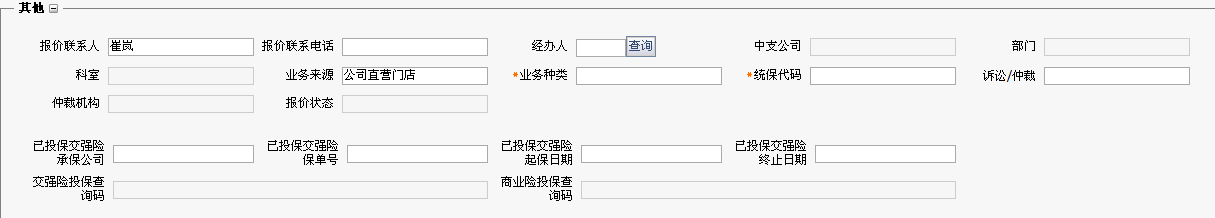 其他
报价联系人 崔岚 报价联系电话 经办人 查询 中支公司 部门
科室 业务来源 公司直营门店 *业务种类 *统保代码 诉讼/仲裁
仲裁机构 报价状态
已投保交强险 已投保交强险 已投保交强险 已投保交强险
承保公司 保单号 起保日期 终止日期
交强险投保查 商业险投保查
询码 询码